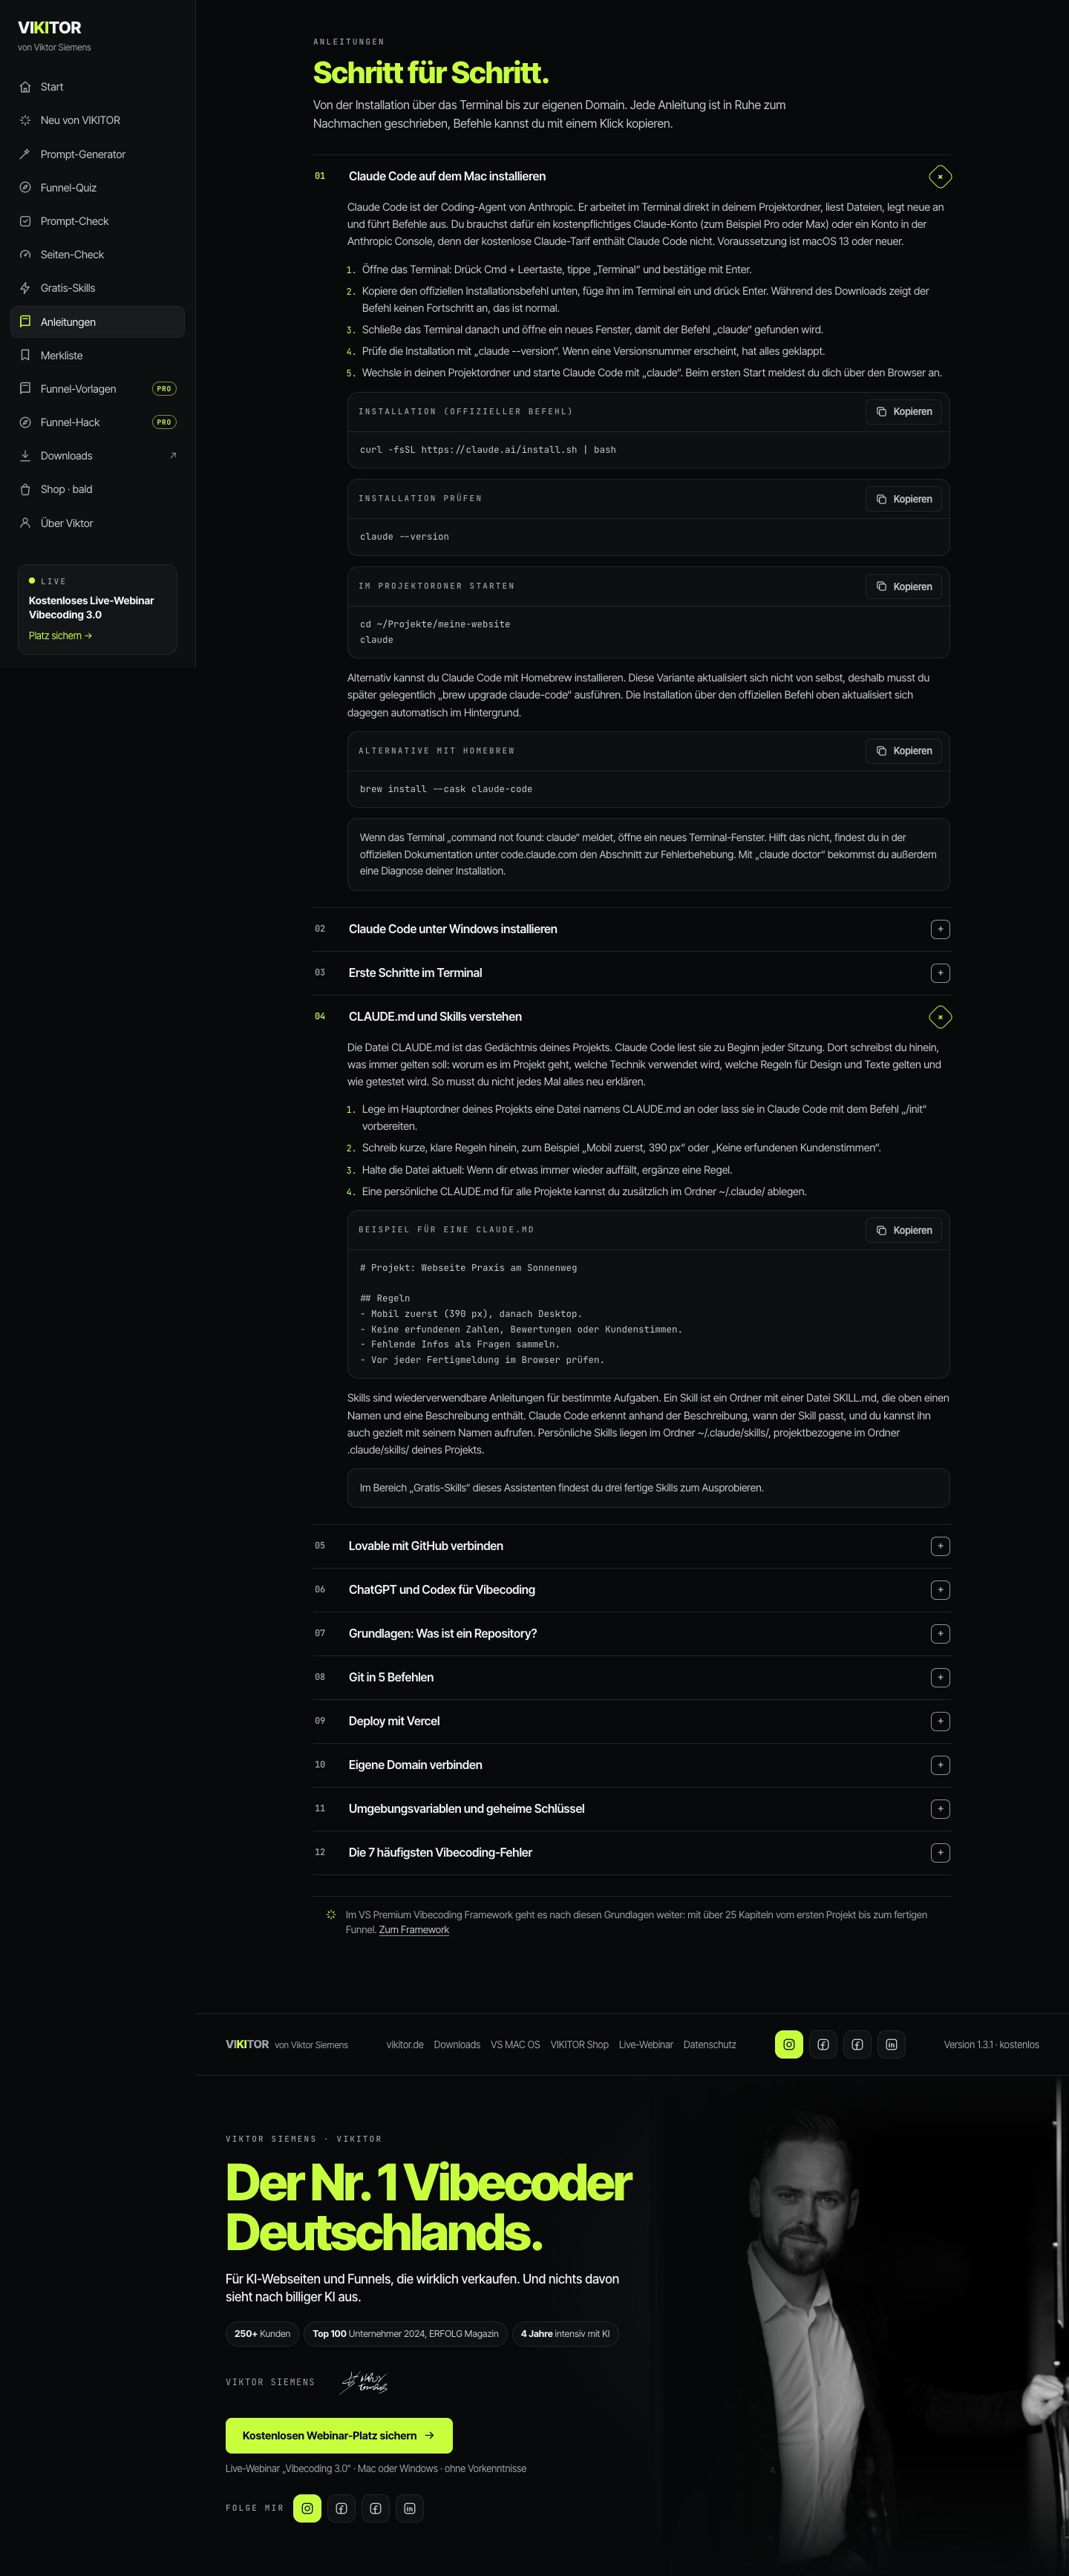 VIKITOR
von Viktor Siemens
Start
Neu von VIKITOR
Prompt-Generator
Funnel-Quiz
Prompt-Check
Seiten-Check
Gratis-Skills
Anleitungen
Merkliste
Funnel-Vorlagen PRO
Funnel-Hack PRO
Downloads
Shop · bald
Über Viktor
LIVE
Kostenloses Live-Webinar
Vibecoding 3.0
Platz sichern →
ANLEITUNGEN
Schritt für Schritt.
Von der Installation über das Terminal bis zur eigenen Domain. Jede Anleitung ist in Ruhe zum
Nachmachen geschrieben, Befehle kannst du mit einem Klick kopieren.
01 Claude Code auf dem Mac installieren
Claude Code ist der Coding-Agent von Anthropic. Er arbeitet im Terminal direkt in deinem Projektordner, liest Dateien, legt neue an
und führt Befehle aus. Du brauchst dafür ein kostenpflichtiges Claude-Konto (zum Beispiel Pro oder Max) oder ein Konto in der
Anthropic Console, denn der kostenlose Claude-Tarif enthält Claude Code nicht. Voraussetzung ist macOS 13 oder neuer.
1. Öffne das Terminal: Drück Cmd + Leertaste, tippe „Terminal“ und bestätige mit Enter.
2. Kopiere den offiziellen Installationsbefehl unten, füge ihn im Terminal ein und drück Enter. Während des Downloads zeigt der
Befehl keinen Fortschritt an, das ist normal.
3. Schließe das Terminal danach und öffne ein neues Fenster, damit der Befehl „claude“ gefunden wird.
4. Prüfe die Installation mit „claude --version“. Wenn eine Versionsnummer erscheint, hat alles geklappt.
5. Wechsle in deinen Projektordner und starte Claude Code mit „claude“. Beim ersten Start meldest du dich über den Browser an.
INSTALLATION (OFFIZIELLER BEFEHL) Kopieren
curl -fsSL https://claude.ai/install.sh | bash
INSTALLATION PRÜFEN Kopieren
claude --version
IM PROJEKTORDNER STARTEN Kopieren
cd ~/Projekte/meine-website
claude
Alternativ kannst du Claude Code mit Homebrew installieren. Diese Variante aktualisiert sich nicht von selbst, deshalb musst du
später gelegentlich „brew upgrade claude-code“ ausführen. Die Installation über den offiziellen Befehl oben aktualisiert sich
dagegen automatisch im Hintergrund.
ALTERNATIVE MIT HOMEBREW Kopieren
brew install --cask claude-code
Wenn das Terminal „command not found: claude“ meldet, öffne ein neues Terminal-Fenster. Hilft das nicht, findest du in der
offiziellen Dokumentation unter code.claude.com den Abschnitt zur Fehlerbehebung. Mit „claude doctor“ bekommst du außerdem
eine Diagnose deiner Installation.
02 Claude Code unter Windows installieren
03 Erste Schritte im Terminal
04 CLAUDE.md und Skills verstehen
Die Datei CLAUDE.md ist das Gedächtnis deines Projekts. Claude Code liest sie zu Beginn jeder Sitzung. Dort schreibst du hinein,
was immer gelten soll: worum es im Projekt geht, welche Technik verwendet wird, welche Regeln für Design und Texte gelten und
wie getestet wird. So musst du nicht jedes Mal alles neu erklären.
1. Lege im Hauptordner deines Projekts eine Datei namens CLAUDE.md an oder lass sie in Claude Code mit dem Befehl „/init“
vorbereiten.
2. Schreib kurze, klare Regeln hinein, zum Beispiel „Mobil zuerst, 390 px“ oder „Keine erfundenen Kundenstimmen“.
3. Halte die Datei aktuell: Wenn dir etwas immer wieder auffällt, ergänze eine Regel.
4. Eine persönliche CLAUDE.md für alle Projekte kannst du zusätzlich im Ordner ~/.claude/ ablegen.
BEISPIEL FÜR EINE CLAUDE.MD Kopieren
# Projekt: Webseite Praxis am Sonnenweg
## Regeln
- Mobil zuerst (390 px), danach Desktop.
- Keine erfundenen Zahlen, Bewertungen oder Kundenstimmen.
- Fehlende Infos als Fragen sammeln.
- Vor jeder Fertigmeldung im Browser prüfen.
Skills sind wiederverwendbare Anleitungen für bestimmte Aufgaben. Ein Skill ist ein Ordner mit einer Datei SKILL.md, die oben einen
Namen und eine Beschreibung enthält. Claude Code erkennt anhand der Beschreibung, wann der Skill passt, und du kannst ihn
auch gezielt mit seinem Namen aufrufen. Persönliche Skills liegen im Ordner ~/.claude/skills/, projektbezogene im Ordner
.claude/skills/ deines Projekts.
Im Bereich „Gratis-Skills“ dieses Assistenten findest du drei fertige Skills zum Ausprobieren.
05 Lovable mit GitHub verbinden
06 ChatGPT und Codex für Vibecoding
07 Grundlagen: Was ist ein Repository?
08 Git in 5 Befehlen
09 Deploy mit Vercel
10 Eigene Domain verbinden
11 Umgebungsvariablen und geheime Schlüssel
12 Die 7 häufigsten Vibecoding-Fehler
Im VS Premium Vibecoding Framework geht es nach diesen Grundlagen weiter: mit über 25 Kapiteln vom ersten Projekt bis zum fertigen
Funnel. Zum Framework
VIKITOR von Viktor Siemens vikitor.de Downloads VS MAC OS VIKITOR Shop Live-Webinar Datenschutz Version 1.3.1 · kostenlos
VIKTOR SIEMENS · VIKITOR
Der Nr. 1 Vibecoder
Deutschlands.
Für KI-Webseiten und Funnels, die wirklich verkaufen. Und nichts davon
sieht nach billiger KI aus.
250+ Kunden Top 100 Unternehmer 2024, ERFOLG Magazin 4 Jahre intensiv mit KI
VIKTOR SIEMENS
Kostenlosen Webinar-Platz sichern →
Live-Webinar „Vibecoding 3.0“ · Mac oder Windows · ohne Vorkenntnisse
FOLGE MIR